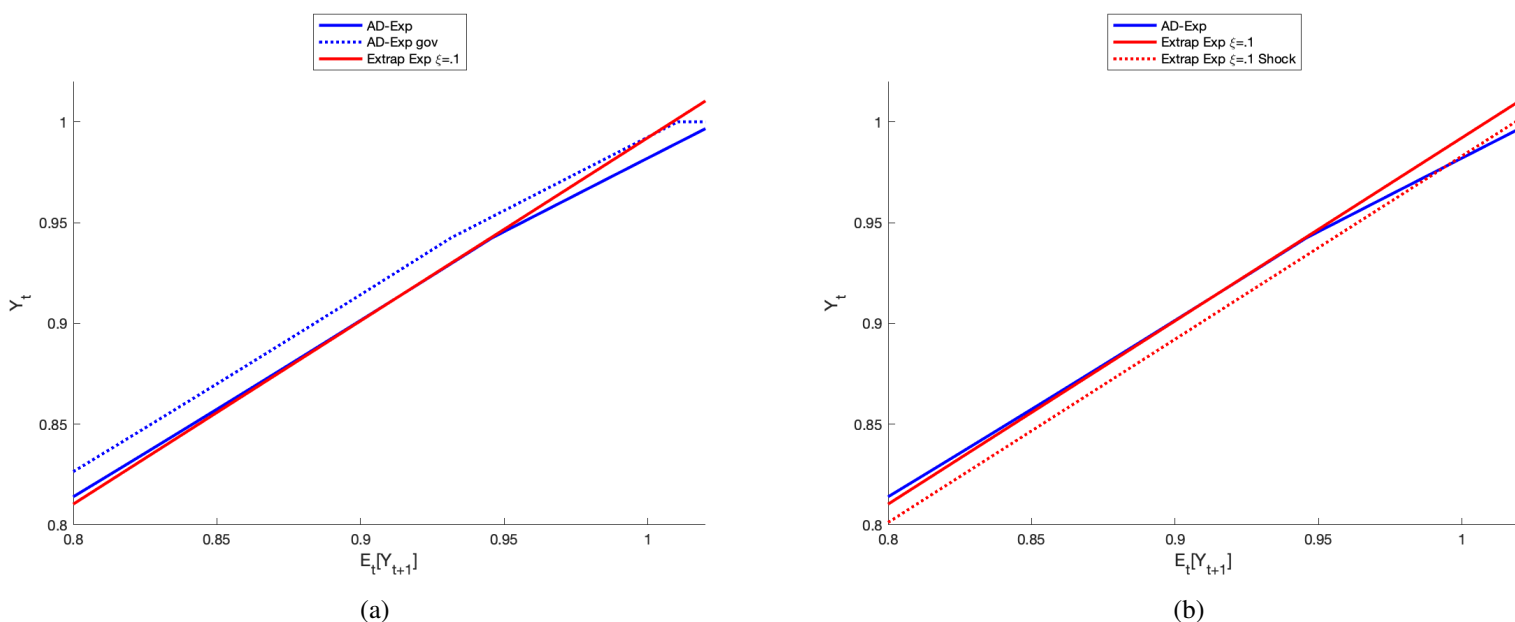 AD-Exp
AD-Exp gov
Extrap Exp ξ=.1
1
0.95
0.9
0.85
0.8
Y_t
0.8 0.85 0.9 0.95 1
E_t[Y_{t+1}]
(a)
AD-Exp
Extrap Exp ξ=.1
Extrap Exp ξ=.1 Shock
1
0.95
0.9
0.85
0.8
Y_t
0.8 0.85 0.9 0.95 1
E_t[Y_{t+1}]
(b)